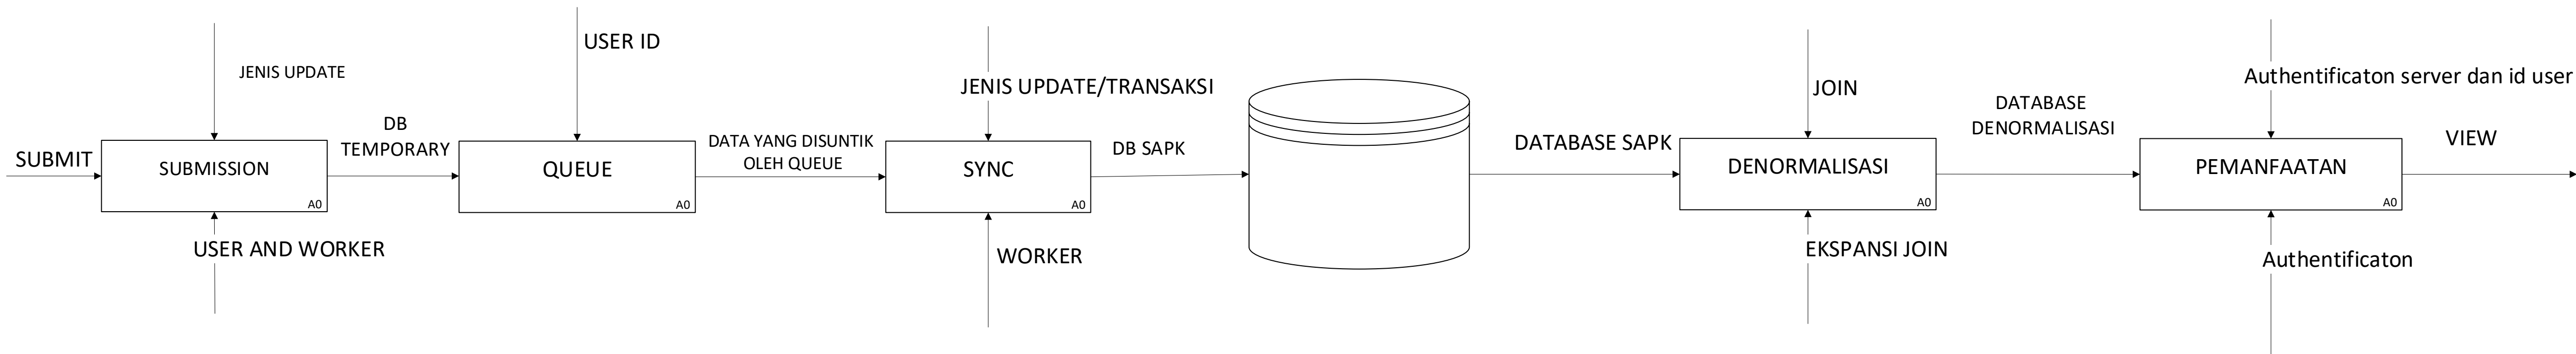 SUBMIT
JENIS UPDATE
SUBMISSION
A0
USER AND WORKER
DB
TEMPORARY
USER ID
QUEUE
A0
DATA YANG DISUNTIK
OLEH QUEUE
JENIS UPDATE/TRANSAKSI
SYNC
A0
WORKER
DB SAPK
DATABASE SAPK
JOIN
DENORMALISASI
A0
EKSPANSI JOIN
DATABASE
DENORMALISASI
Authentificaton server dan id user
PEMANFAATAN
A0
Authentificaton
VIEW